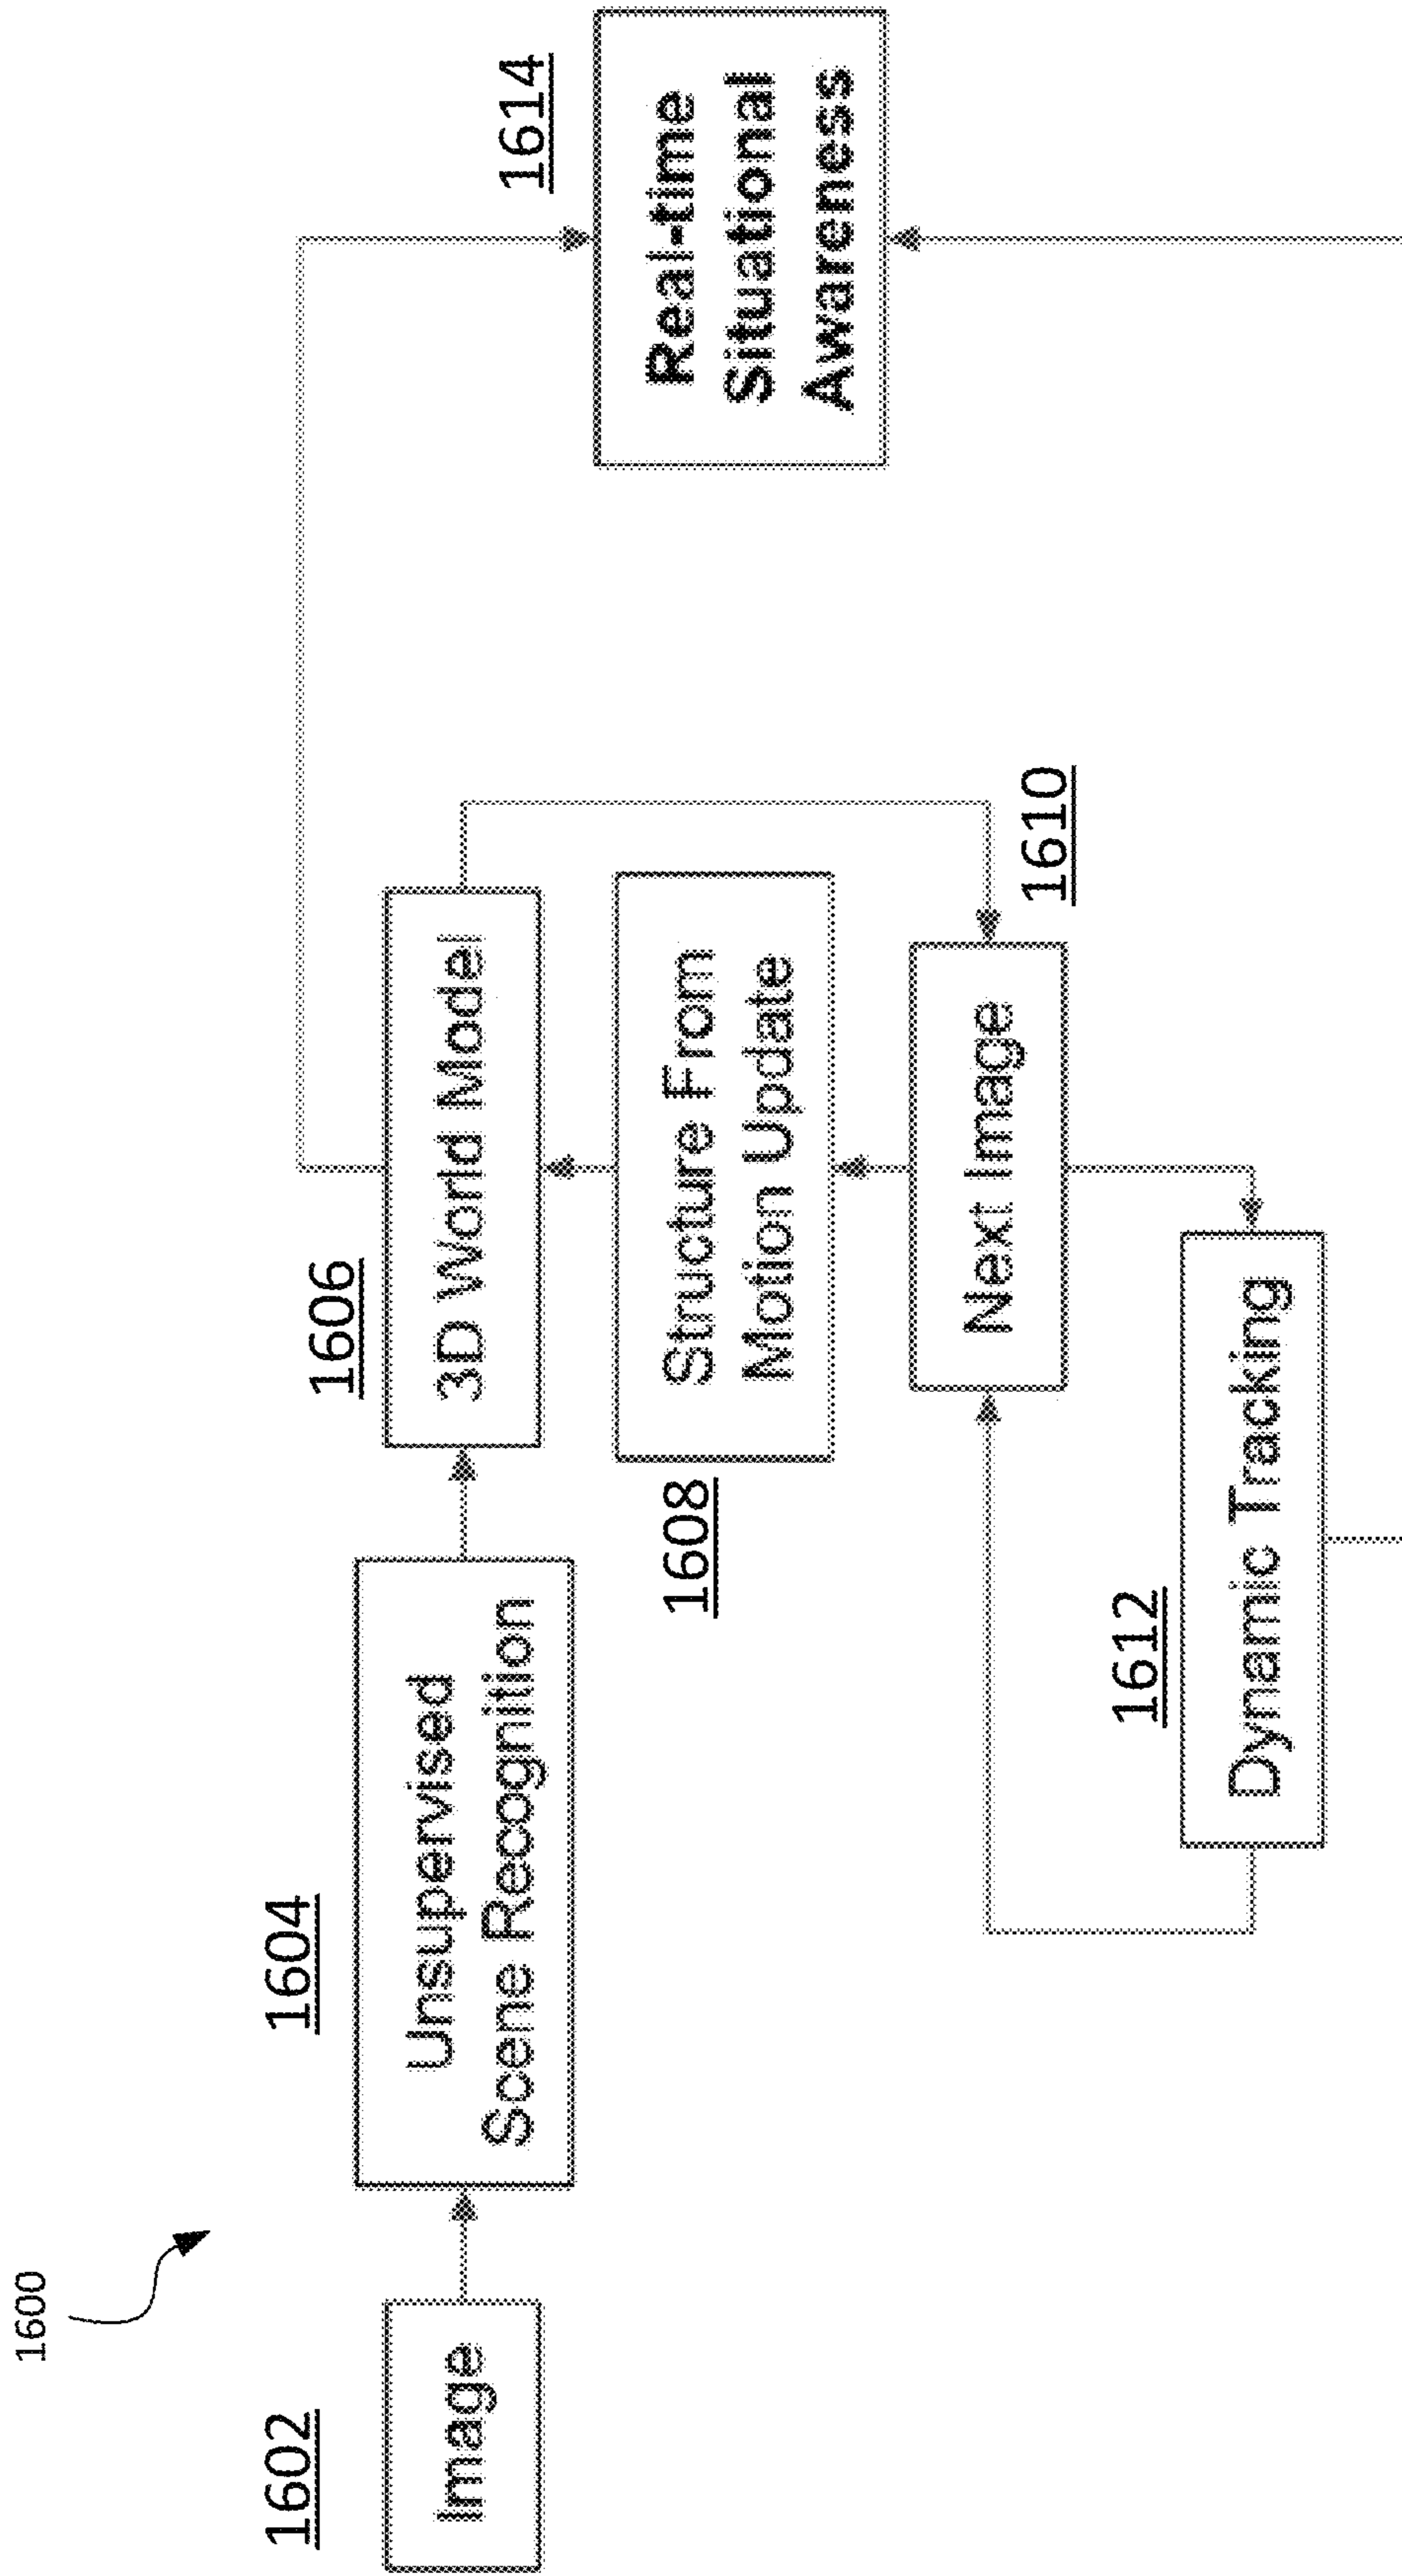 1600
1602
Image
1604
Unsupervised
Scene Recognition
1606
3D World Model
1608
Structure From
Motion Update
1610
Next Image
1612
Dynamic Tracking
1614
Real-time
Situational
Awareness